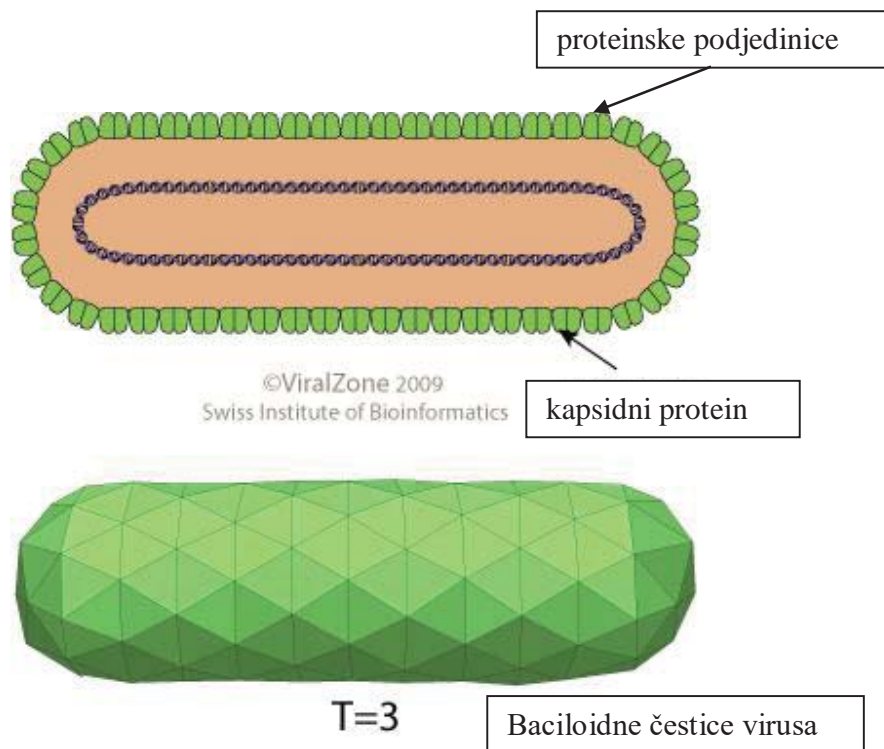 proteinske podjedinice
©ViralZone 2009
Swiss Institute of Bioinformatics
kapsidni protein
T=3
Baciloidne čestice virusa